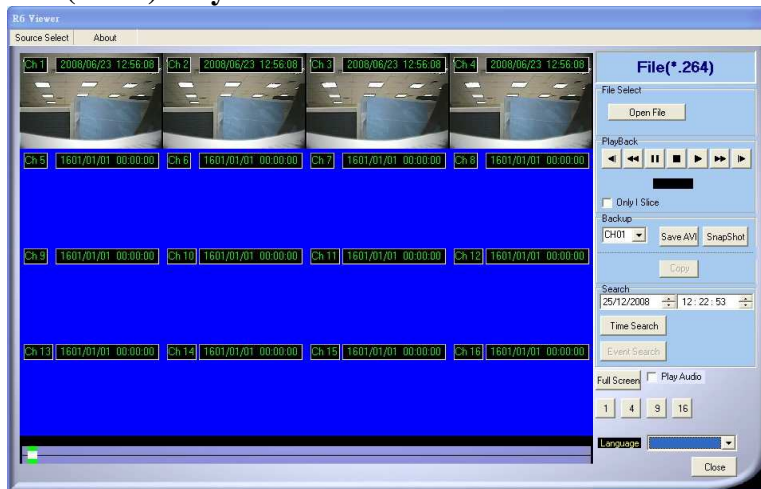 R6 Viewer
Source Select About
Ch 1 2008/06/23 12:56:08 Ch 2 2008/06/23 12:56:08 Ch 3 2008/06/23 12:56:08 Ch 4 2008/06/23 12:56:08
Ch 5 1601/01/01 00:00:00 Ch 6 1601/01/01 00:00:00 Ch 7 1601/01/01 00:00:00 Ch 8 1601/01/01 00:00:00
Ch 9 1601/01/01 00:00:00 Ch 10 1601/01/01 00:00:00 Ch 11 1601/01/01 00:00:00 Ch 12 1601/01/01 00:00:00
Ch 13 1601/01/01 00:00:00 Ch 14 1601/01/01 00:00:00 Ch 15 1601/01/01 00:00:00 Ch 16 1601/01/01 00:00:00
File(*.264)
File Select
Open File
PlayBack
Only I Slice
Backup
CH01 Save AVI SnapShot
Copy
Search
25/12/2008 12:22:53
Time Search
Event Search
Full Screen Play Audio
1 4 9 16
Language
Close